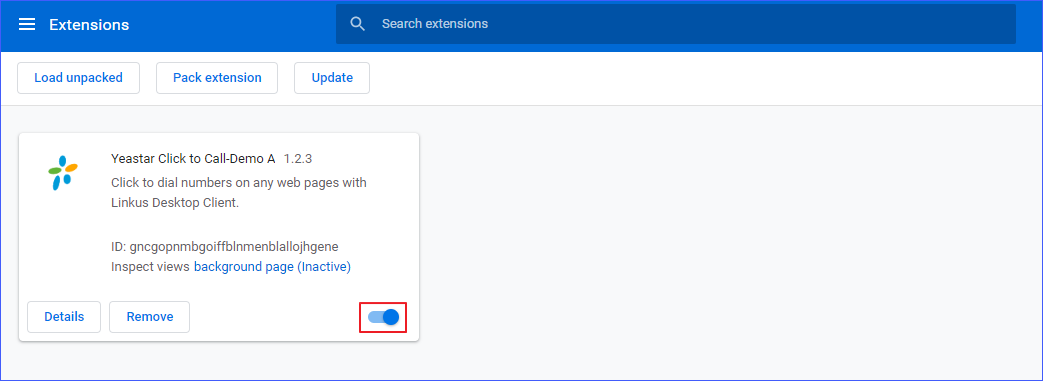 Extensions
Search extensions
Load unpacked
Pack extension
Update
Yeastar Click to Call-Demo A 1.2.3
Click to dial numbers on any web pages with
Linkus Desktop Client.
ID: gncgopnmbgoiffblnmenblallojhgene
Inspect views background page (Inactive)
Details
Remove